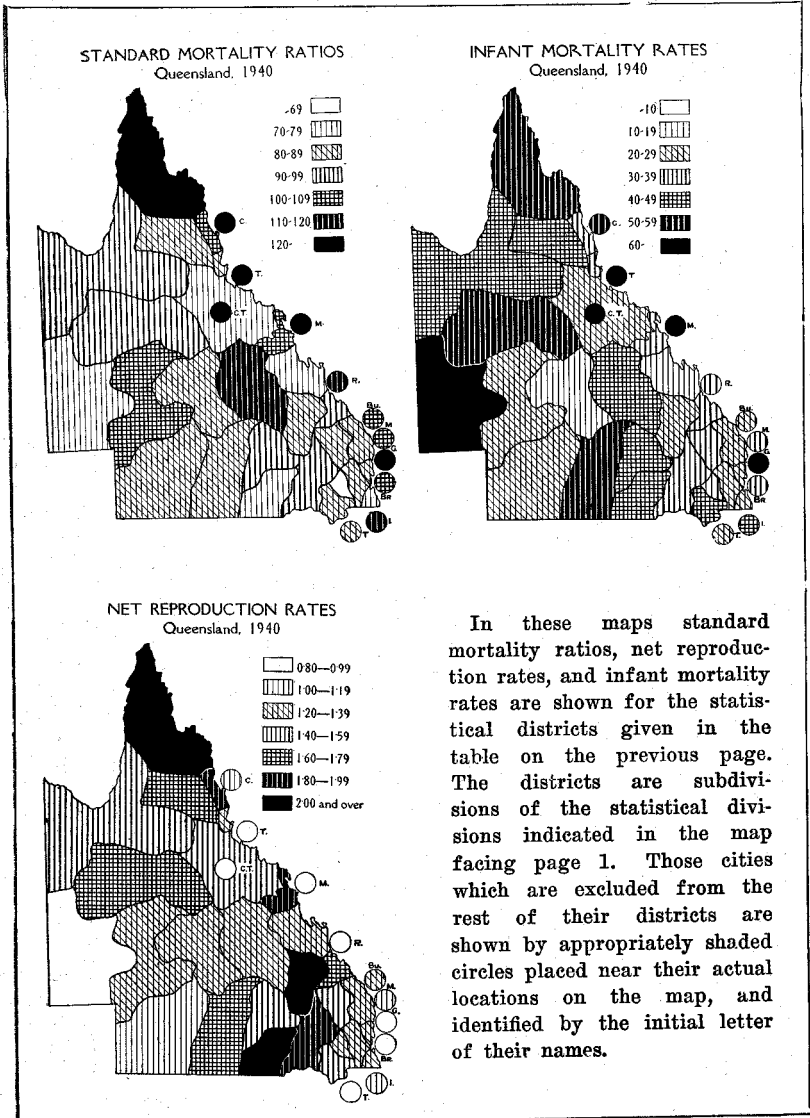 STANDARD MORTALITY RATIOS
Queensland, 1940
-69
70-79
80-89
90-99
100-109
110-120
120-
C.
T.
C.T.
M.
R.
Bu.
M.
G.
Br
I.
T.
INFANT MORTALITY RATES
Queensland, 1940
-10
10-19
20-29
30-39
40-49
50-59
60-
C.
T
C.T.
M.
R.
Bu.
M.
G.
Br
I.
T.
NET REPRODUCTION RATES
Queensland, 1940
0·80—0·99
1·00—1·19
1·20—1·39
1·40—1·59
1·60—1·79
1·80—1·99
2·00 and over
C.
T.
C.T.
M.
R.
Bu.
M.
G.
Br.
I.
T.
In these maps standard
mortality ratios, net reproduc-
tion rates, and infant mortality
rates are shown for the statis-
tical districts given in the
table on the previous page.
The districts are subdivi-
sions of the statistical divi-
sions indicated in the map
facing page 1. Those cities
which are excluded from the
rest of their districts are
shown by appropriately shaded
circles placed near their actual
locations on the map, and
identified by the initial letter
of their names.